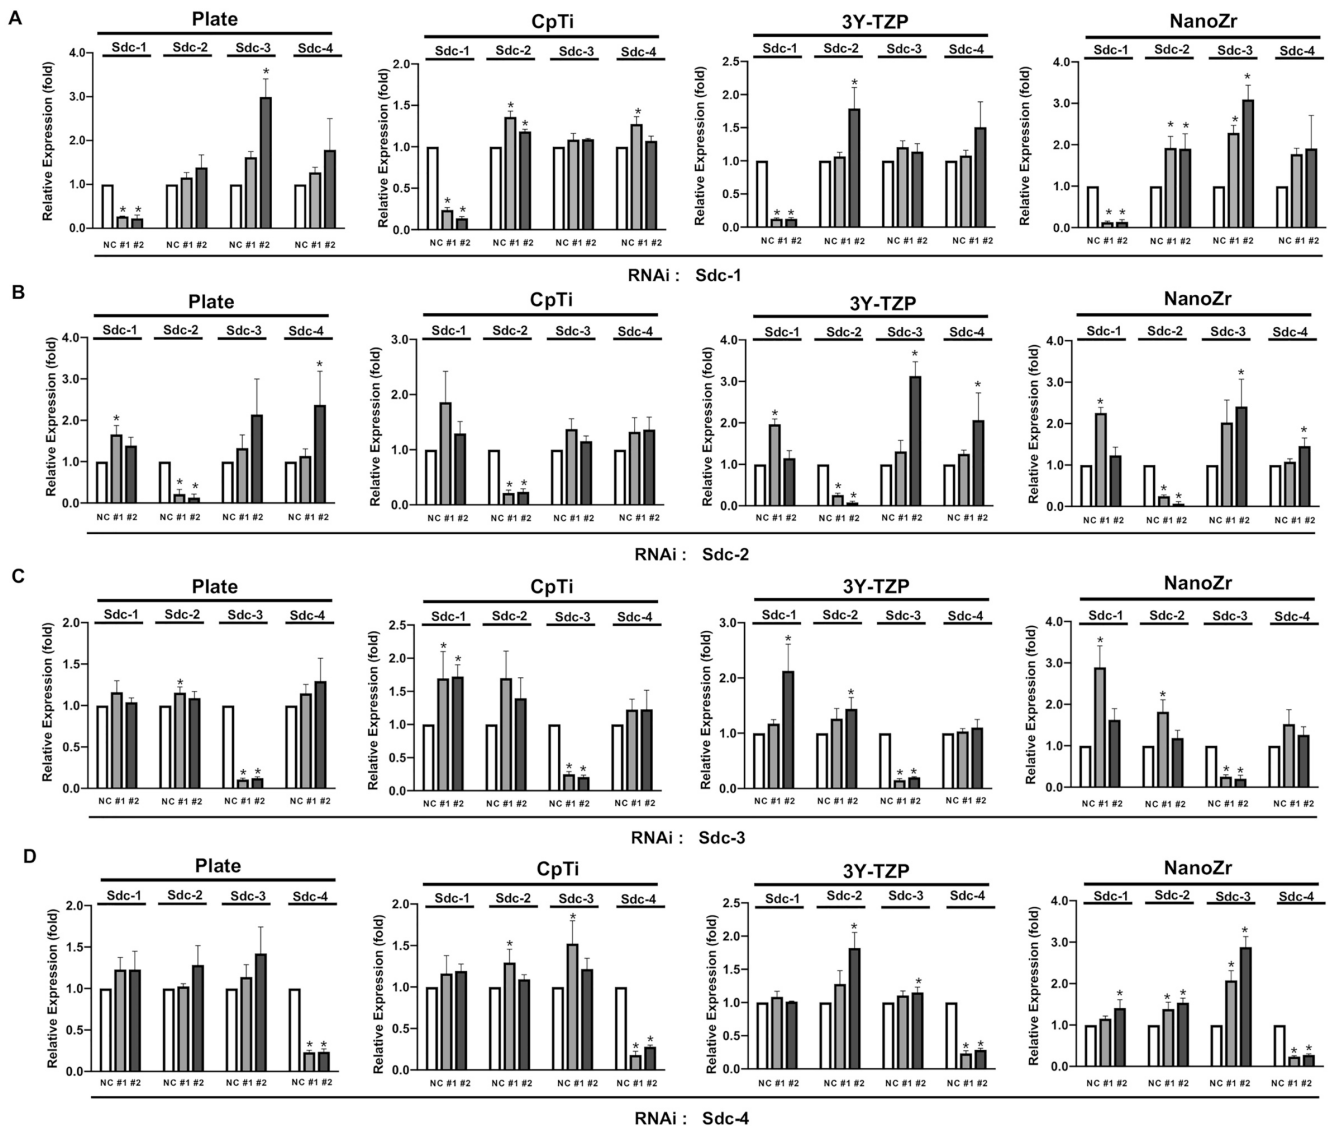 A
Plate
CpTi
3Y-TZP
NanoZr
Sdc-1 Sdc-2 Sdc-3 Sdc-4
Sdc-1 Sdc-2 Sdc-3 Sdc-4
Sdc-1 Sdc-2 Sdc-3 Sdc-4
Sdc-1 Sdc-2 Sdc-3 Sdc-4
Relative Expression (fold)
4.0
3.0
2.0
1.0
0.0
* * *
NC #1 #2 NC #1 #2 NC #1 #2 NC #1 #2
Relative Expression (fold)
2.0
1.5
1.0
0.5
0.0
* * * * *
NC #1 #2 NC #1 #2 NC #1 #2 NC #1 #2
Relative Expression (fold)
2.5
2.0
1.5
1.0
0.5
0.0
* * *
NC #1 #2 NC #1 #2 NC #1 #2 NC #1 #2
Relative Expression (fold)
4.0
3.0
2.0
1.0
0.0
* * * * * *
NC #1 #2 NC #1 #2 NC #1 #2 NC #1 #2
RNAi : Sdc-1
B
Plate
CpTi
3Y-TZP
NanoZr
Sdc-1 Sdc-2 Sdc-3 Sdc-4
Sdc-1 Sdc-2 Sdc-3 Sdc-4
Sdc-1 Sdc-2 Sdc-3 Sdc-4
Sdc-1 Sdc-2 Sdc-3 Sdc-4
Relative Expression (fold)
4.0
3.0
2.0
1.0
0.0
* * * *
NC #1 #2 NC #1 #2 NC #1 #2 NC #1 #2
Relative Expression (fold)
3.0
2.0
1.0
0.0
* *
NC #1 #2 NC #1 #2 NC #1 #2 NC #1 #2
Relative Expression (fold)
4.0
3.0
2.0
1.0
0.0
* * * * *
NC #1 #2 NC #1 #2 NC #1 #2 NC #1 #2
Relative Expression (fold)
4.0
3.0
2.0
1.0
0.0
* * * * *
NC #1 #2 NC #1 #2 NC #1 #2 NC #1 #2
RNAi : Sdc-2
C
Plate
CpTi
3Y-TZP
NanoZr
Sdc-1 Sdc-2 Sdc-3 Sdc-4
Sdc-1 Sdc-2 Sdc-3 Sdc-4
Sdc-1 Sdc-2 Sdc-3 Sdc-4
Sdc-1 Sdc-2 Sdc-3 Sdc-4
Relative Expression (fold)
2.0
1.5
1.0
0.5
0.0
* * *
NC #1 #2 NC #1 #2 NC #1 #2 NC #1 #2
Relative Expression (fold)
2.5
2.0
1.5
1.0
0.5
0.0
* * * *
NC #1 #2 NC #1 #2 NC #1 #2 NC #1 #2
Relative Expression (fold)
3.0
2.0
1.0
0.0
* * * *
NC #1 #2 NC #1 #2 NC #1 #2 NC #1 #2
Relative Expression (fold)
4.0
3.0
2.0
1.0
0.0
* * * *
NC #1 #2 NC #1 #2 NC #1 #2 NC #1 #2
RNAi : Sdc-3
D
Plate
CpTi
3Y-TZP
NanoZr
Sdc-1 Sdc-2 Sdc-3 Sdc-4
Sdc-1 Sdc-2 Sdc-3 Sdc-4
Sdc-1 Sdc-2 Sdc-3 Sdc-4
Sdc-1 Sdc-2 Sdc-3 Sdc-4
Relative Expression (fold)
2.0
1.5
1.0
0.5
0.0
* *
NC #1 #2 NC #1 #2 NC #1 #2 NC #1 #2
Relative Expression (fold)
2.0
1.5
1.0
0.5
0.0
* * * *
NC #1 #2 NC #1 #2 NC #1 #2 NC #1 #2
Relative Expression (fold)
2.5
2.0
1.5
1.0
0.5
0.0
* * * *
NC #1 #2 NC #1 #2 NC #1 #2 NC #1 #2
Relative Expression (fold)
4.0
3.0
2.0
1.0
0.0
* * * * * * *
NC #1 #2 NC #1 #2 NC #1 #2 NC #1 #2
RNAi : Sdc-4